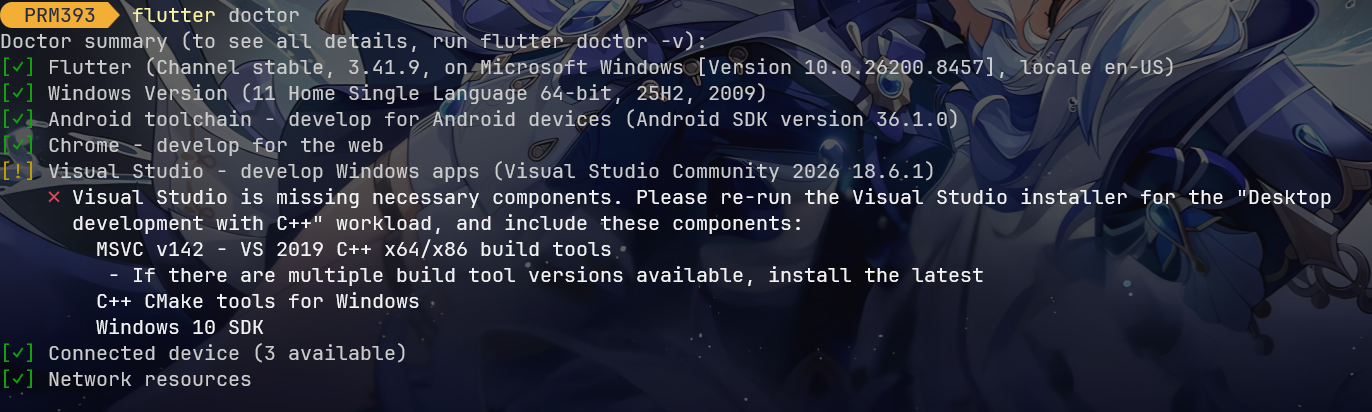 PRM393 flutter doctor
Doctor summary (to see all details, run flutter doctor -v):
[✓] Flutter (Channel stable, 3.41.9, on Microsoft Windows [Version 10.0.26200.8457], locale en-US)
[✓] Windows Version (11 Home Single Language 64-bit, 25H2, 2009)
[✓] Android toolchain - develop for Android devices (Android SDK version 36.1.0)
[✓] Chrome - develop for the web
[!] Visual Studio - develop Windows apps (Visual Studio Community 2026 18.6.1)
✗ Visual Studio is missing necessary components. Please re-run the Visual Studio installer for the "Desktop
development with C++" workload, and include these components:
MSVC v142 - VS 2019 C++ x64/x86 build tools
- If there are multiple build tool versions available, install the latest
C++ CMake tools for Windows
Windows 10 SDK
[✓] Connected device (3 available)
[✓] Network resources